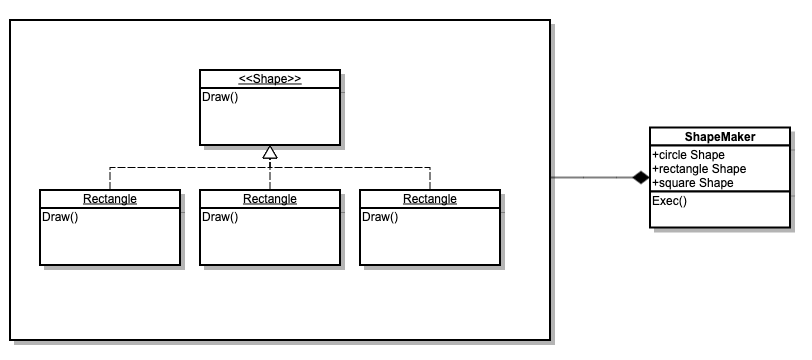 <<Shape>>
Draw()
Rectangle
Draw()
Rectangle
Draw()
Rectangle
Draw()
ShapeMaker
+circle Shape
+rectangle Shape
+square Shape
Exec()